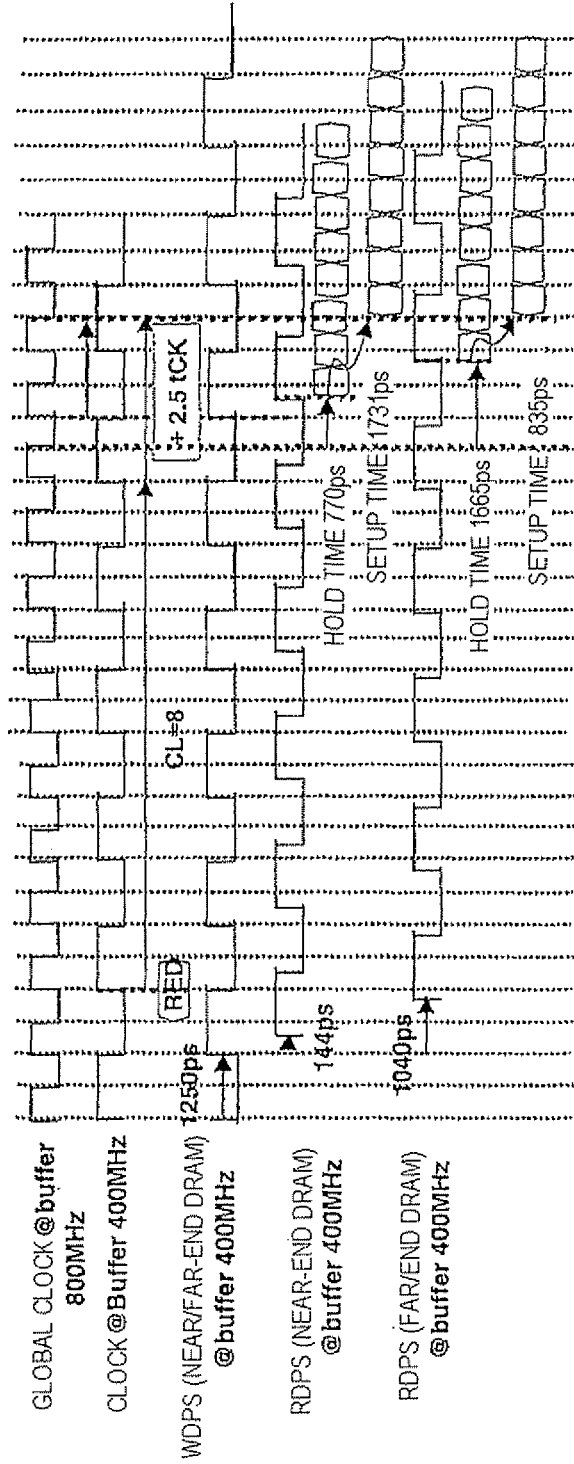 GLOBAL CLOCK@buffer
800MHz
CLOCK@Buffer 400MHz
WDPS (NEAR/FAR-END DRAM)
@buffer 400MHz
RDPS (NEAR-END DRAM)
@buffer 400MHz
RDPS (FAR/END DRAM)
@buffer 400MHz
1250ps
RED
CL=8
+ 2.5 tCK
144ps
1040ps
HOLD TIME 770ps
SETUP TIME 1731ps
HOLD TIME 1665ps
SETUP TIME 835ps